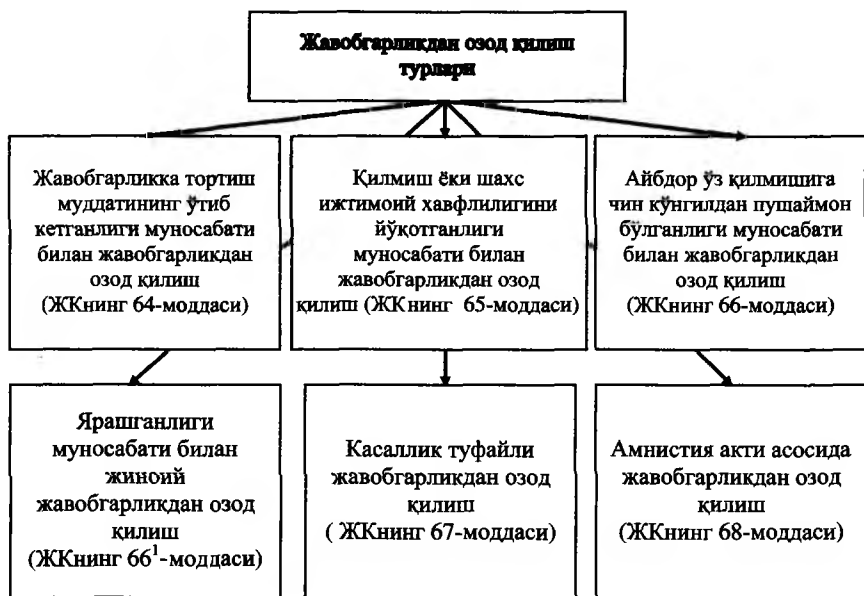 Жавобгарликдан озод қилиш
турлари
Жавобгарликка тортиш
муддатининг ўтиб
кетганлиги муносабати
билан жавобгарликдан
озод қилиш
(ЖКнинг 64-моддаси)
Қилмиш ёки шахс
ижтимоий хавфлилигини
йўқотганлиги
муносабати билан
жавобгарликдан озод
қилиш (ЖКнинг 65-моддаси)
Айбдор ўз қилмишига
чин кўнгилдан пушаймон
бўлганлиги муносабати
билан жавобгарликдан
озод қилиш
(ЖКнинг 66-моддаси)
Ярашганлиги
муносабати билан
жиноий
жавобгарликдан озод
қилиш
(ЖКнинг 66¹-моддаси)
Касаллик туфайли
жавобгарликдан озод
қилиш
( ЖКнинг 67-моддаси)
Амнистия акти асосида
жавобгарликдан озод
қилиш
(ЖКнинг 68-моддаси)